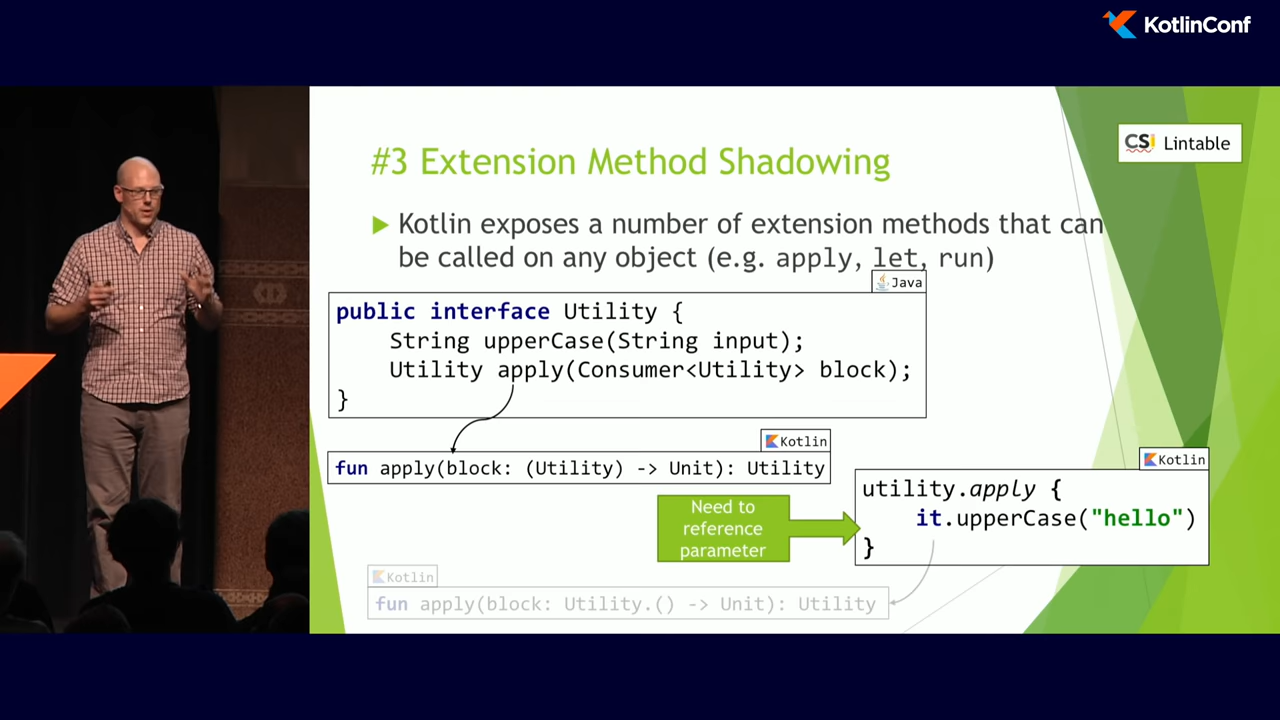 KotlinConf
CSI Lintable
#3 Extension Method Shadowing
Kotlin exposes a number of extension methods that can
be called on any object (e.g. apply, let, run)
Java
public interface Utility {
String upperCase(String input);
Utility apply(Consumer<Utility> block);
}
Kotlin
fun apply(block: (Utility) -> Unit): Utility
Kotlin
utility.apply {
it.upperCase("hello")
}
Need to
reference
parameter
Kotlin
fun apply(block: Utility.() -> Unit): Utility